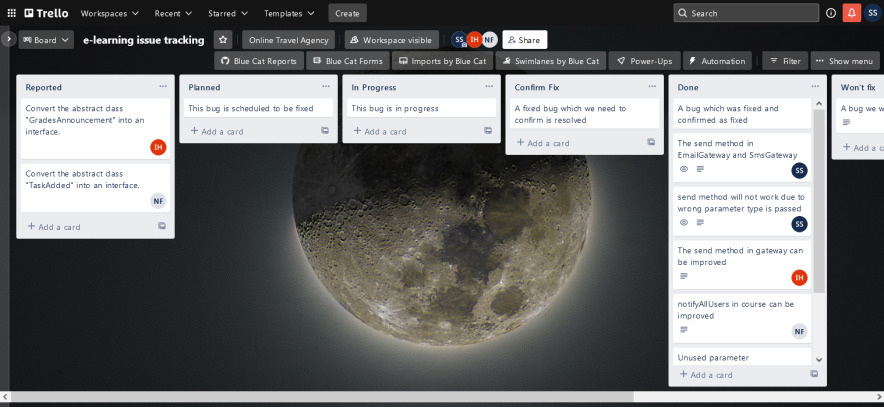 Trello Workspaces Recent Starred Templates Create Search SS
Board e-learning issue tracking Online Travel Agency Workspace visible SS IH NF Share
Blue Cat Reports Blue Cat Forms Imports by Blue Cat Swimlanes by Blue Cat Power-Ups Automation Filter Show menu
Reported
Convert the abstract class
"GradesAnnouncement" into an
interface.
IH
Convert the abstract class
"TaskAdded" into an interface.
NF
Add a card
Planned
This bug is scheduled to be fixed
Add a card
In Progress
This bug is in progress
Add a card
Confirm Fix
A fixed bug which we need to
confirm is resolved
Add a card
Done
A bug which was fixed and
confirmed as fixed
The send method in
EmailGateway and SmsGateway
SS
send method will not work due to
wrong parameter type is passed
SS
The send method in gateway can
be improved
IH
notifyAllUsers in course can be
improved
NF
Unused parameter
Add a card
Won't fix
A bug we w
Add a ca